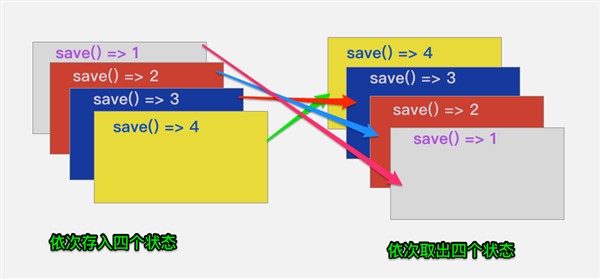 save() => 1
save() => 2
save() => 3
save() => 4
依次存入四个状态
save() => 4
save() => 3
save() => 2
save() => 1
依次取出四个状态